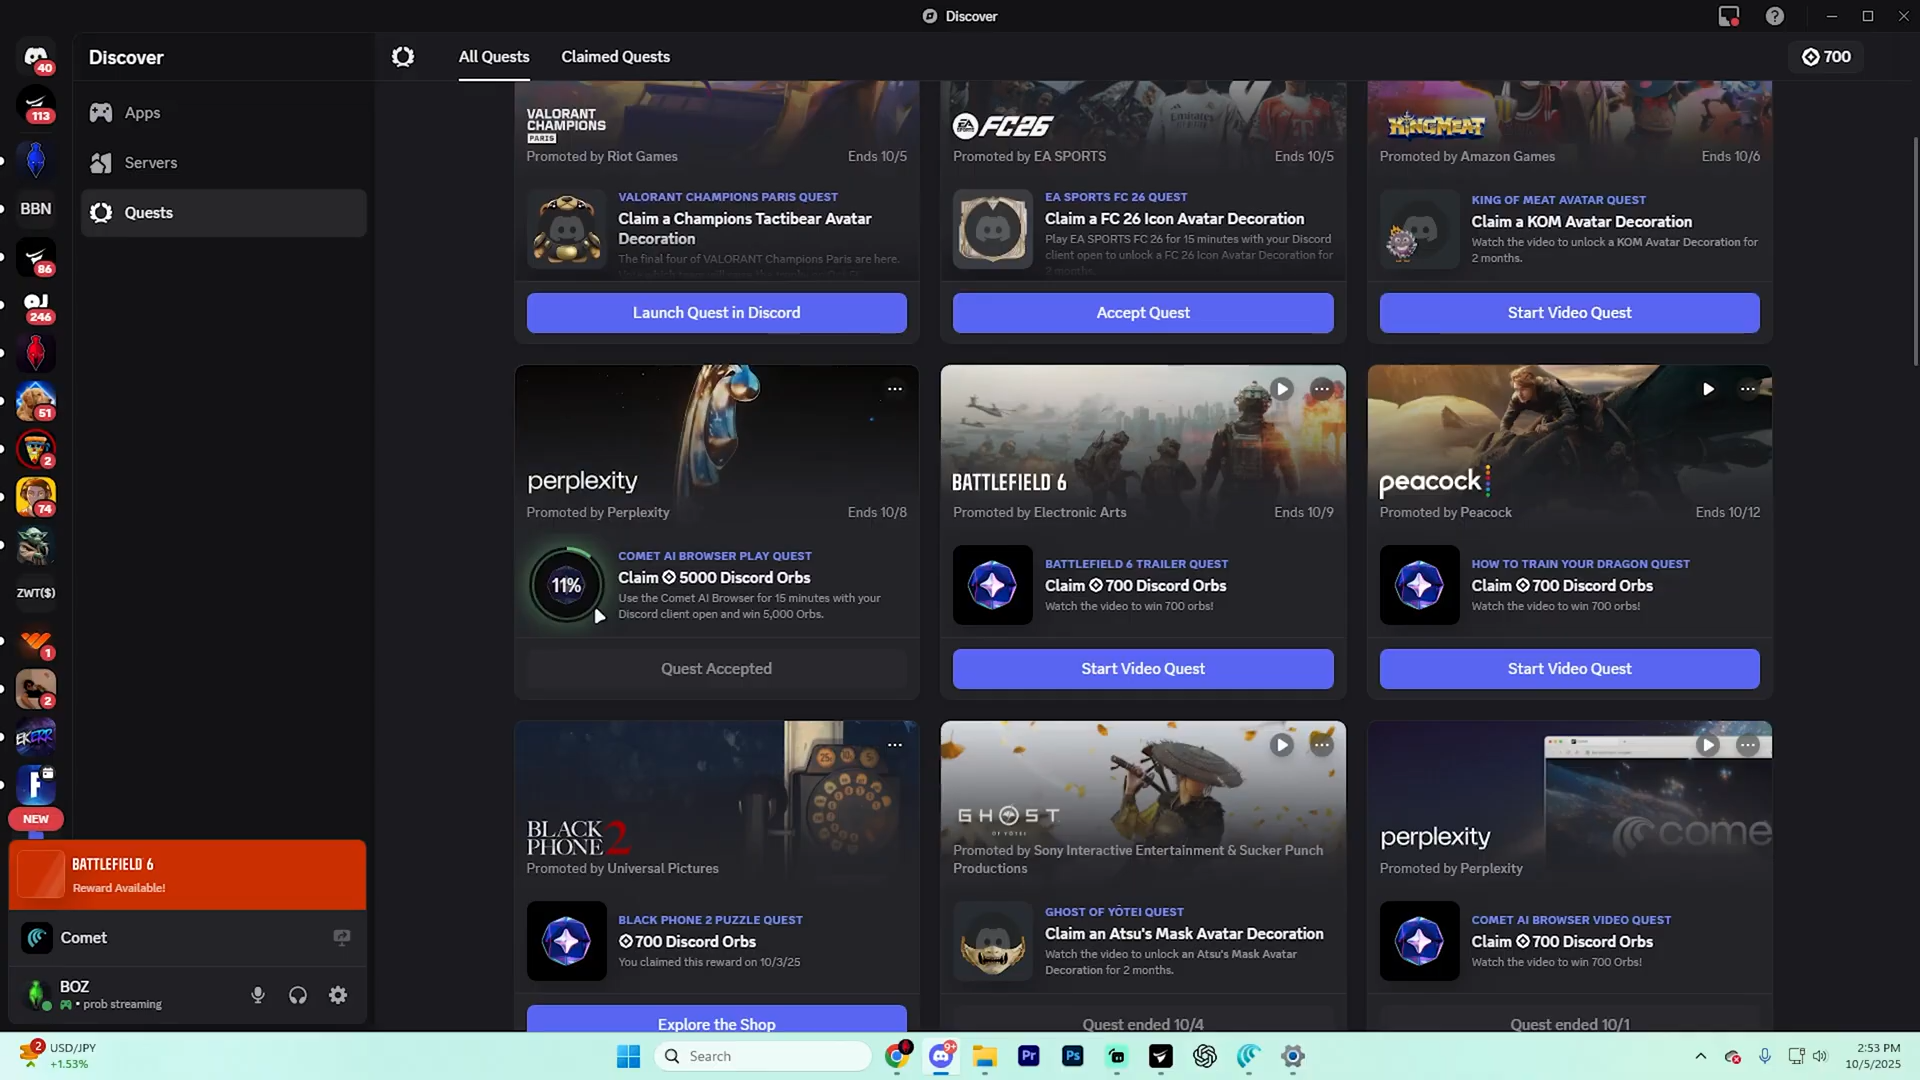 Discover
40
Discover
All Quests
Claimed Quests
700
113
Apps
Servers
BBN
Quests
86
246
51
2
74
ZWT($)
1
2
EKERR
NEW
VALORANT
CHAMPIONS
PARIS
Promoted by Riot Games
Ends 10/5
VALORANT CHAMPIONS PARIS QUEST
Claim a Champions Tactibear Avatar
Decoration
The final four of VALORANT Champions Paris are here.
Launch Quest in Discord
EA SPORTS FC26
Promoted by EA SPORTS
Ends 10/5
EA SPORTS FC 26 QUEST
Claim a FC 26 Icon Avatar Decoration
Play EA SPORTS FC 26 for 15 minutes with your Discord
client open to unlock a FC 26 Icon Avatar Decoration for
2 months.
Accept Quest
KING OF MEAT
Promoted by Amazon Games
Ends 10/6
KING OF MEAT AVATAR QUEST
Claim a KOM Avatar Decoration
Watch the video to unlock a KOM Avatar Decoration for
2 months.
Start Video Quest
perplexity
Promoted by Perplexity
Ends 10/8
11%
COMET AI BROWSER PLAY QUEST
Claim 5000 Discord Orbs
Use the Comet AI Browser for 15 minutes with your
Discord client open and win 5,000 Orbs.
Quest Accepted
BATTLEFIELD 6
Promoted by Electronic Arts
Ends 10/9
BATTLEFIELD 6 TRAILER QUEST
Claim 700 Discord Orbs
Watch the video to win 700 orbs!
Start Video Quest
peacock
Promoted by Peacock
Ends 10/12
HOW TO TRAIN YOUR DRAGON QUEST
Claim 700 Discord Orbs
Watch the video to win 700 orbs!
Start Video Quest
BLACK
PHONE 2
Promoted by Universal Pictures
BLACK PHONE 2 PUZZLE QUEST
700 Discord Orbs
You claimed this reward on 10/3/25
Explore the Shop
GHOST
OF YŌTEI
Promoted by Sony Interactive Entertainment & Sucker Punch
Productions
GHOST OF YŌTEI QUEST
Claim an Atsu's Mask Avatar Decoration
Watch the video to unlock an Atsu's Mask Avatar
Decoration for 2 months.
Quest ended 10/4
come
perplexity
Promoted by Perplexity
COMET AI BROWSER VIDEO QUEST
Claim 700 Discord Orbs
Watch the video to win 700 Orbs!
Quest ended 10/1
BATTLEFIELD 6
Reward Available!
Comet
BOZ
• prob streaming
2
USD/JPY
+1.53%
Search
9+
Pr
Ps
2:53 PM
10/5/2025